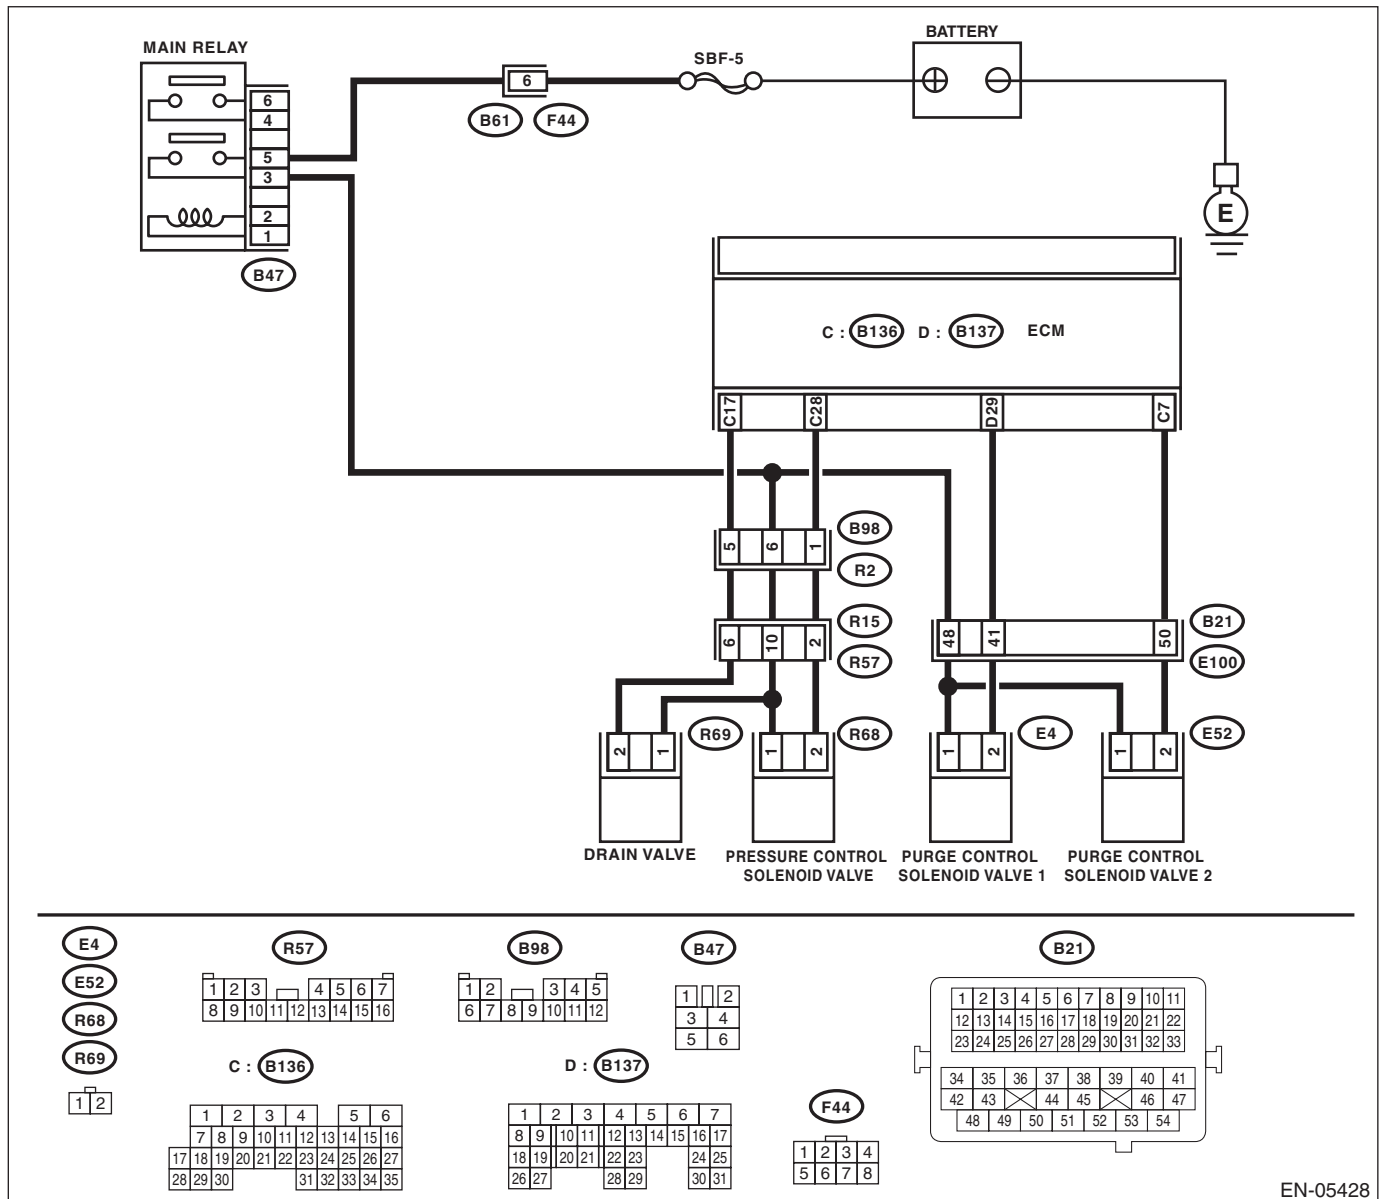 MAIN RELAY
6
4
5
3
2
1
B47
6
B61 F44
SBF-5
BATTERY
E
C : B136 D : B137 ECM
C17 C28 D29 C7
5 6 1
B98
R2
6 10 2
R15
R57
48 41 50
B21
E100
2 1
R69
1 2
R68
1 2
E4
1 2
E52
DRAIN VALVE
PRESSURE CONTROL
SOLENOID VALVE
PURGE CONTROL
SOLENOID VALVE 1
PURGE CONTROL
SOLENOID VALVE 2
E4
E52
R68
R69
1 2
R57
1 2 3 4 5 6 7
8 9 10 11 12 13 14 15 16
B98
1 2 3 4 5
6 7 8 9 10 11 12
B47
1 2
3 4
5 6
B21
1 2 3 4 5 6 7 8 9 10 11
12 13 14 15 16 17 18 19 20 21 22
23 24 25 26 27 28 29 30 31 32 33
34 35 36 37 38 39 40 41
42 43 44 45 46 47
48 49 50 51 52 53 54
C : B136
1 2 3 4 5 6
7 8 9 10 11 12 13 14 15 16
17 18 19 20 21 22 23 24 25 26 27
28 29 30 31 32 33 34 35
D : B137
1 2 3 4 5 6 7
8 9 10 11 12 13 14 15 16 17
18 19 20 21 22 23 24 25
26 27 28 29 30 31
F44
1 2 3 4
5 6 7 8
EN-05428